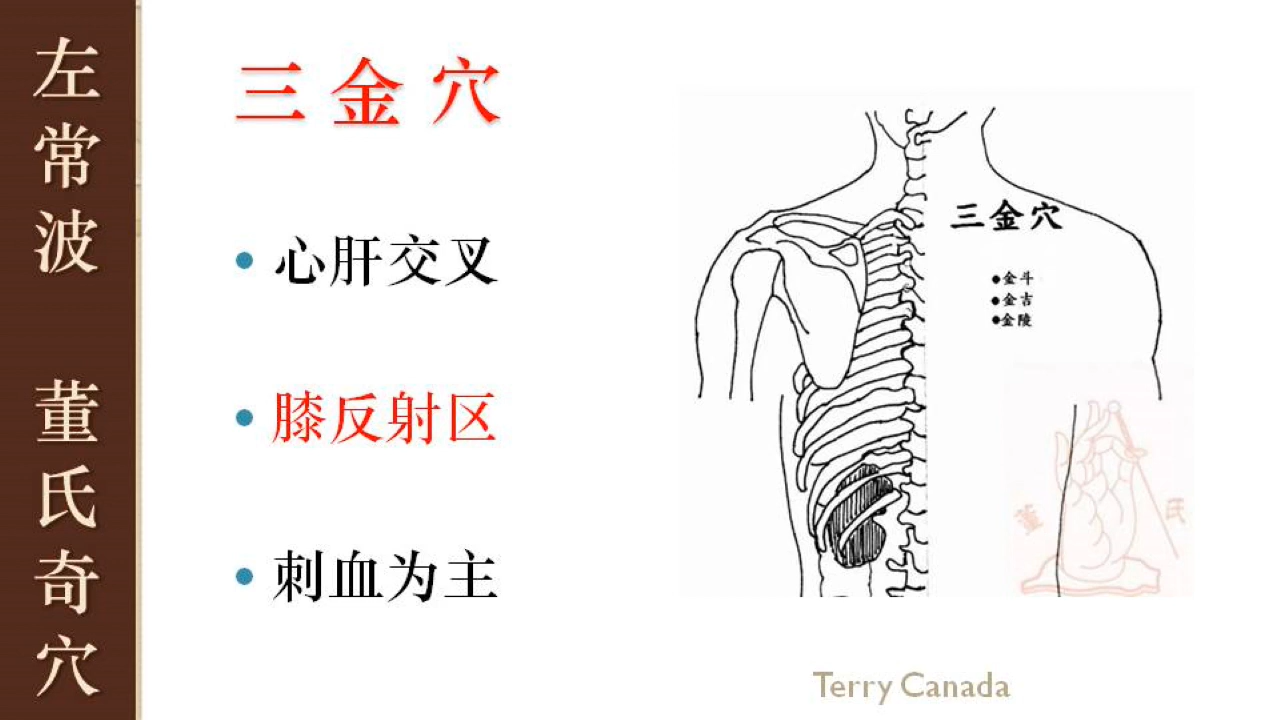 左常波 董氏奇穴
三金穴
• 心肝交叉
• 膝反射区
• 刺血为主
三金穴
●金斗
●金吉
●金陵
董 氏
Terry Canada